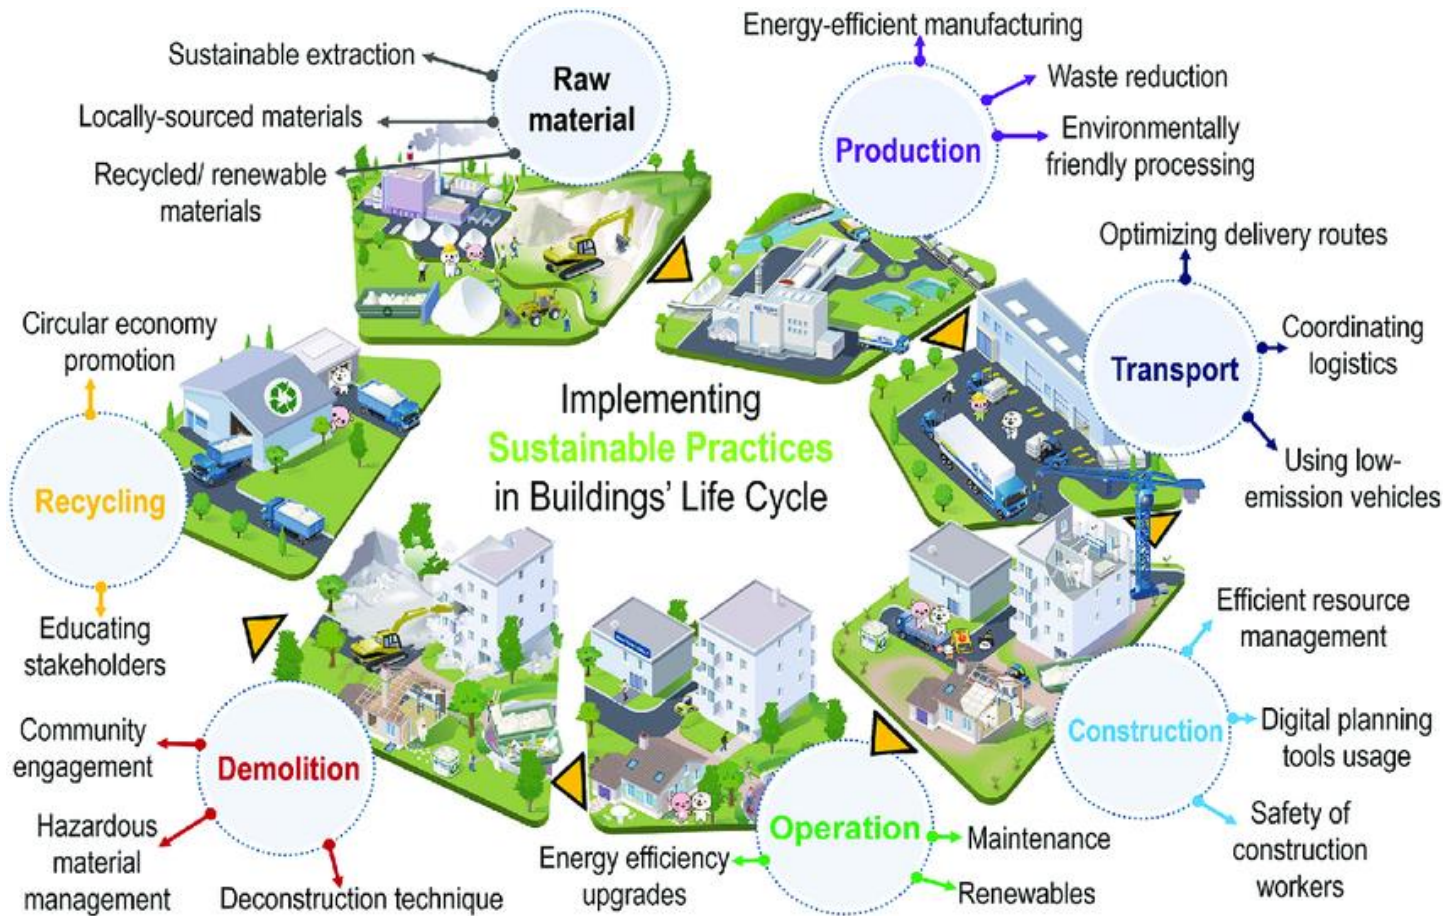 Implementing
Sustainable Practices
in Buildings' Life Cycle
Raw
material
Sustainable extraction
Locally-sourced materials
Recycled/ renewable
materials
Production
Energy-efficient manufacturing
Waste reduction
Environmentally
friendly processing
Transport
Optimizing delivery routes
Coordinating
logistics
Using low-
emission vehicles
Construction
Efficient resource
management
Digital planning
tools usage
Safety of
construction
workers
Operation
Maintenance
Renewables
Energy efficiency
upgrades
Demolition
Community
engagement
Hazardous
material
management
Deconstruction technique
Recycling
Circular economy
promotion
Educating
stakeholders